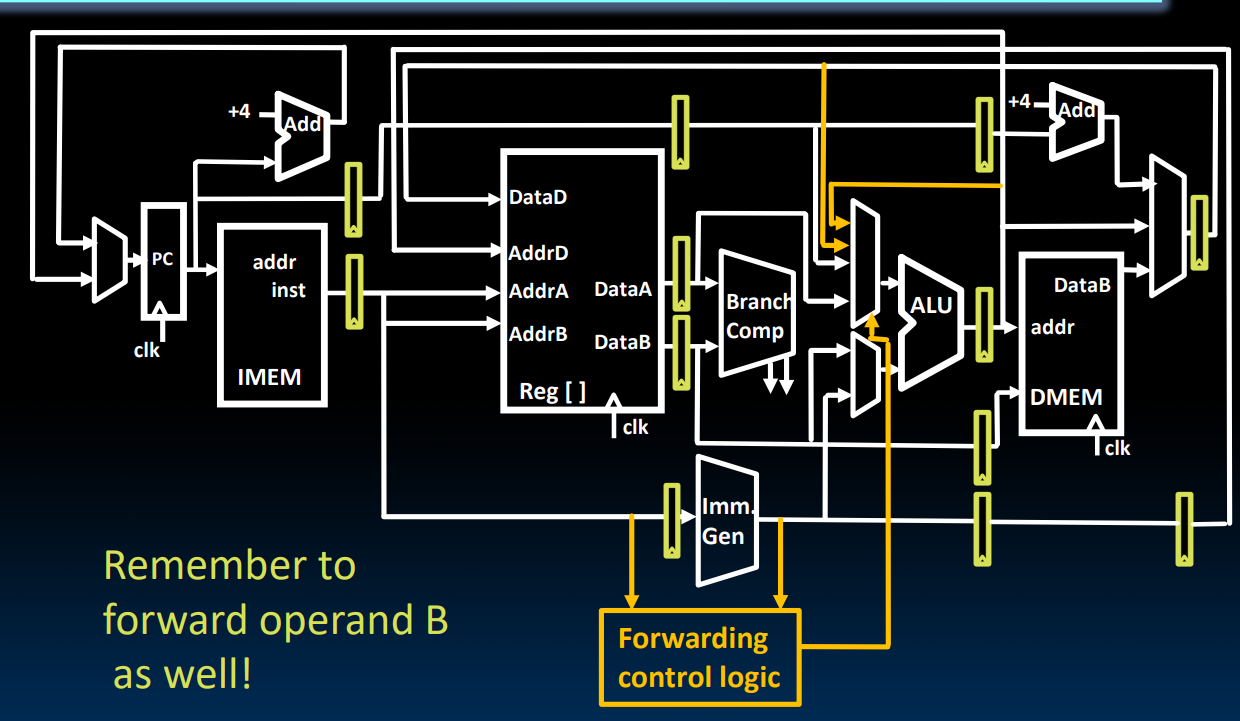 +4
Add
+4
Add
DataD
PC
addr
inst
AddrD
AddrA
AddrB
DataA
DataB
Branch
Comp
ALU
DataB
addr
clk
IMEM
Reg [ ]
clk
DMEM
clk
Imm.
Gen
Remember to
forward operand B
as well!
Forwarding
control logic